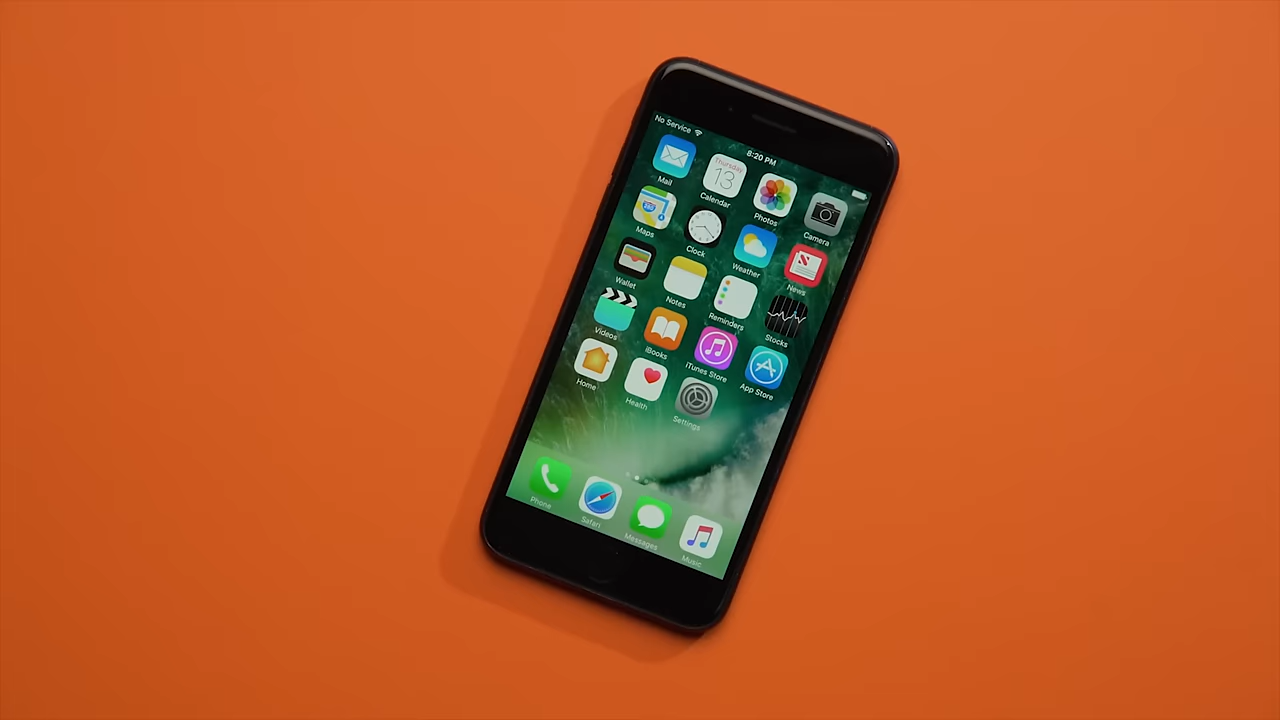 No Service 8:20 PM
Thursday
13
Mail Calendar Photos Camera
280
Maps Clock Weather News
Wallet Notes Reminders Stocks
Videos iBooks iTunes Store App Store
Home Health Settings
Phone Safari Messages Music